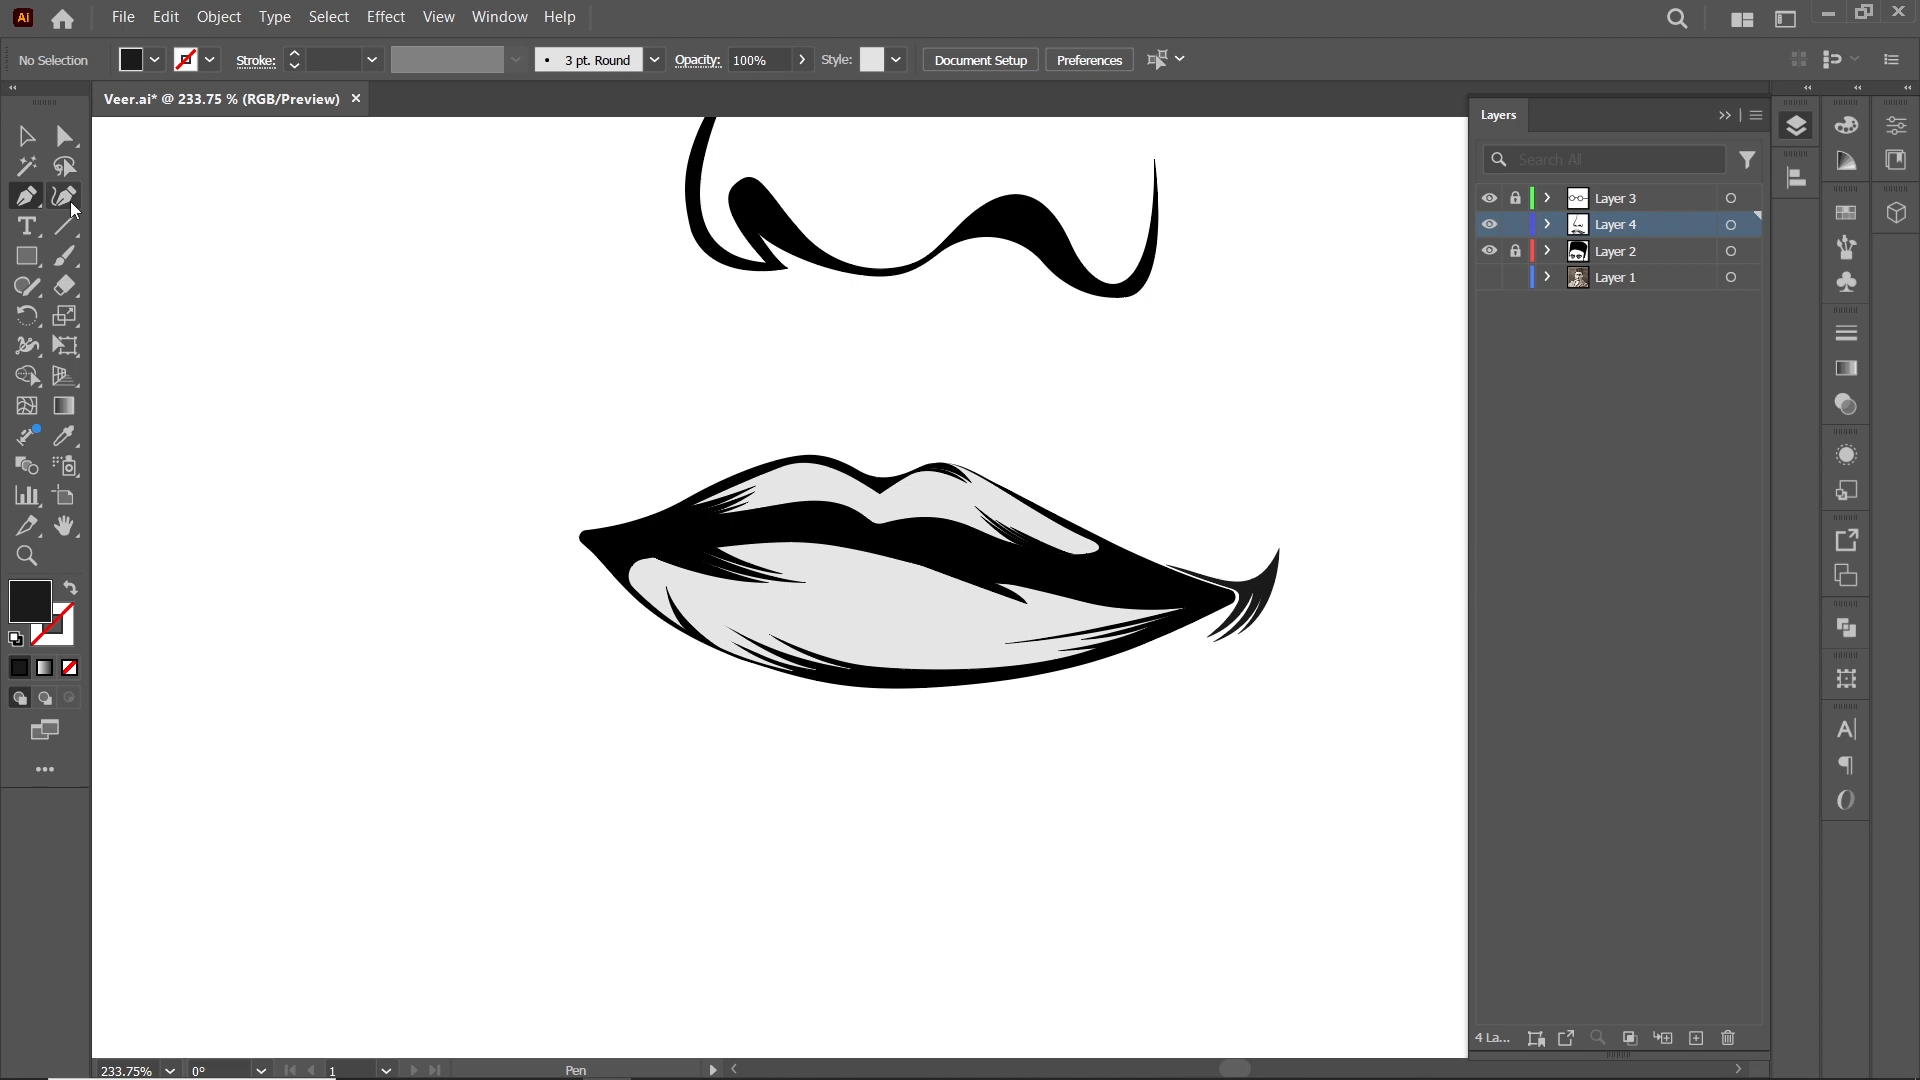 Ai File Edit Object Type Select Effect View Window Help
No Selection Stroke: 3 pt. Round Opacity: 100% Style: Document Setup Preferences
Veer.ai* @ 233.75 % (RGB/Preview)
Layers
Search All
Layer 3
Layer 4
Layer 2
Layer 1
4 La...
233.75% 0° 1 Pen